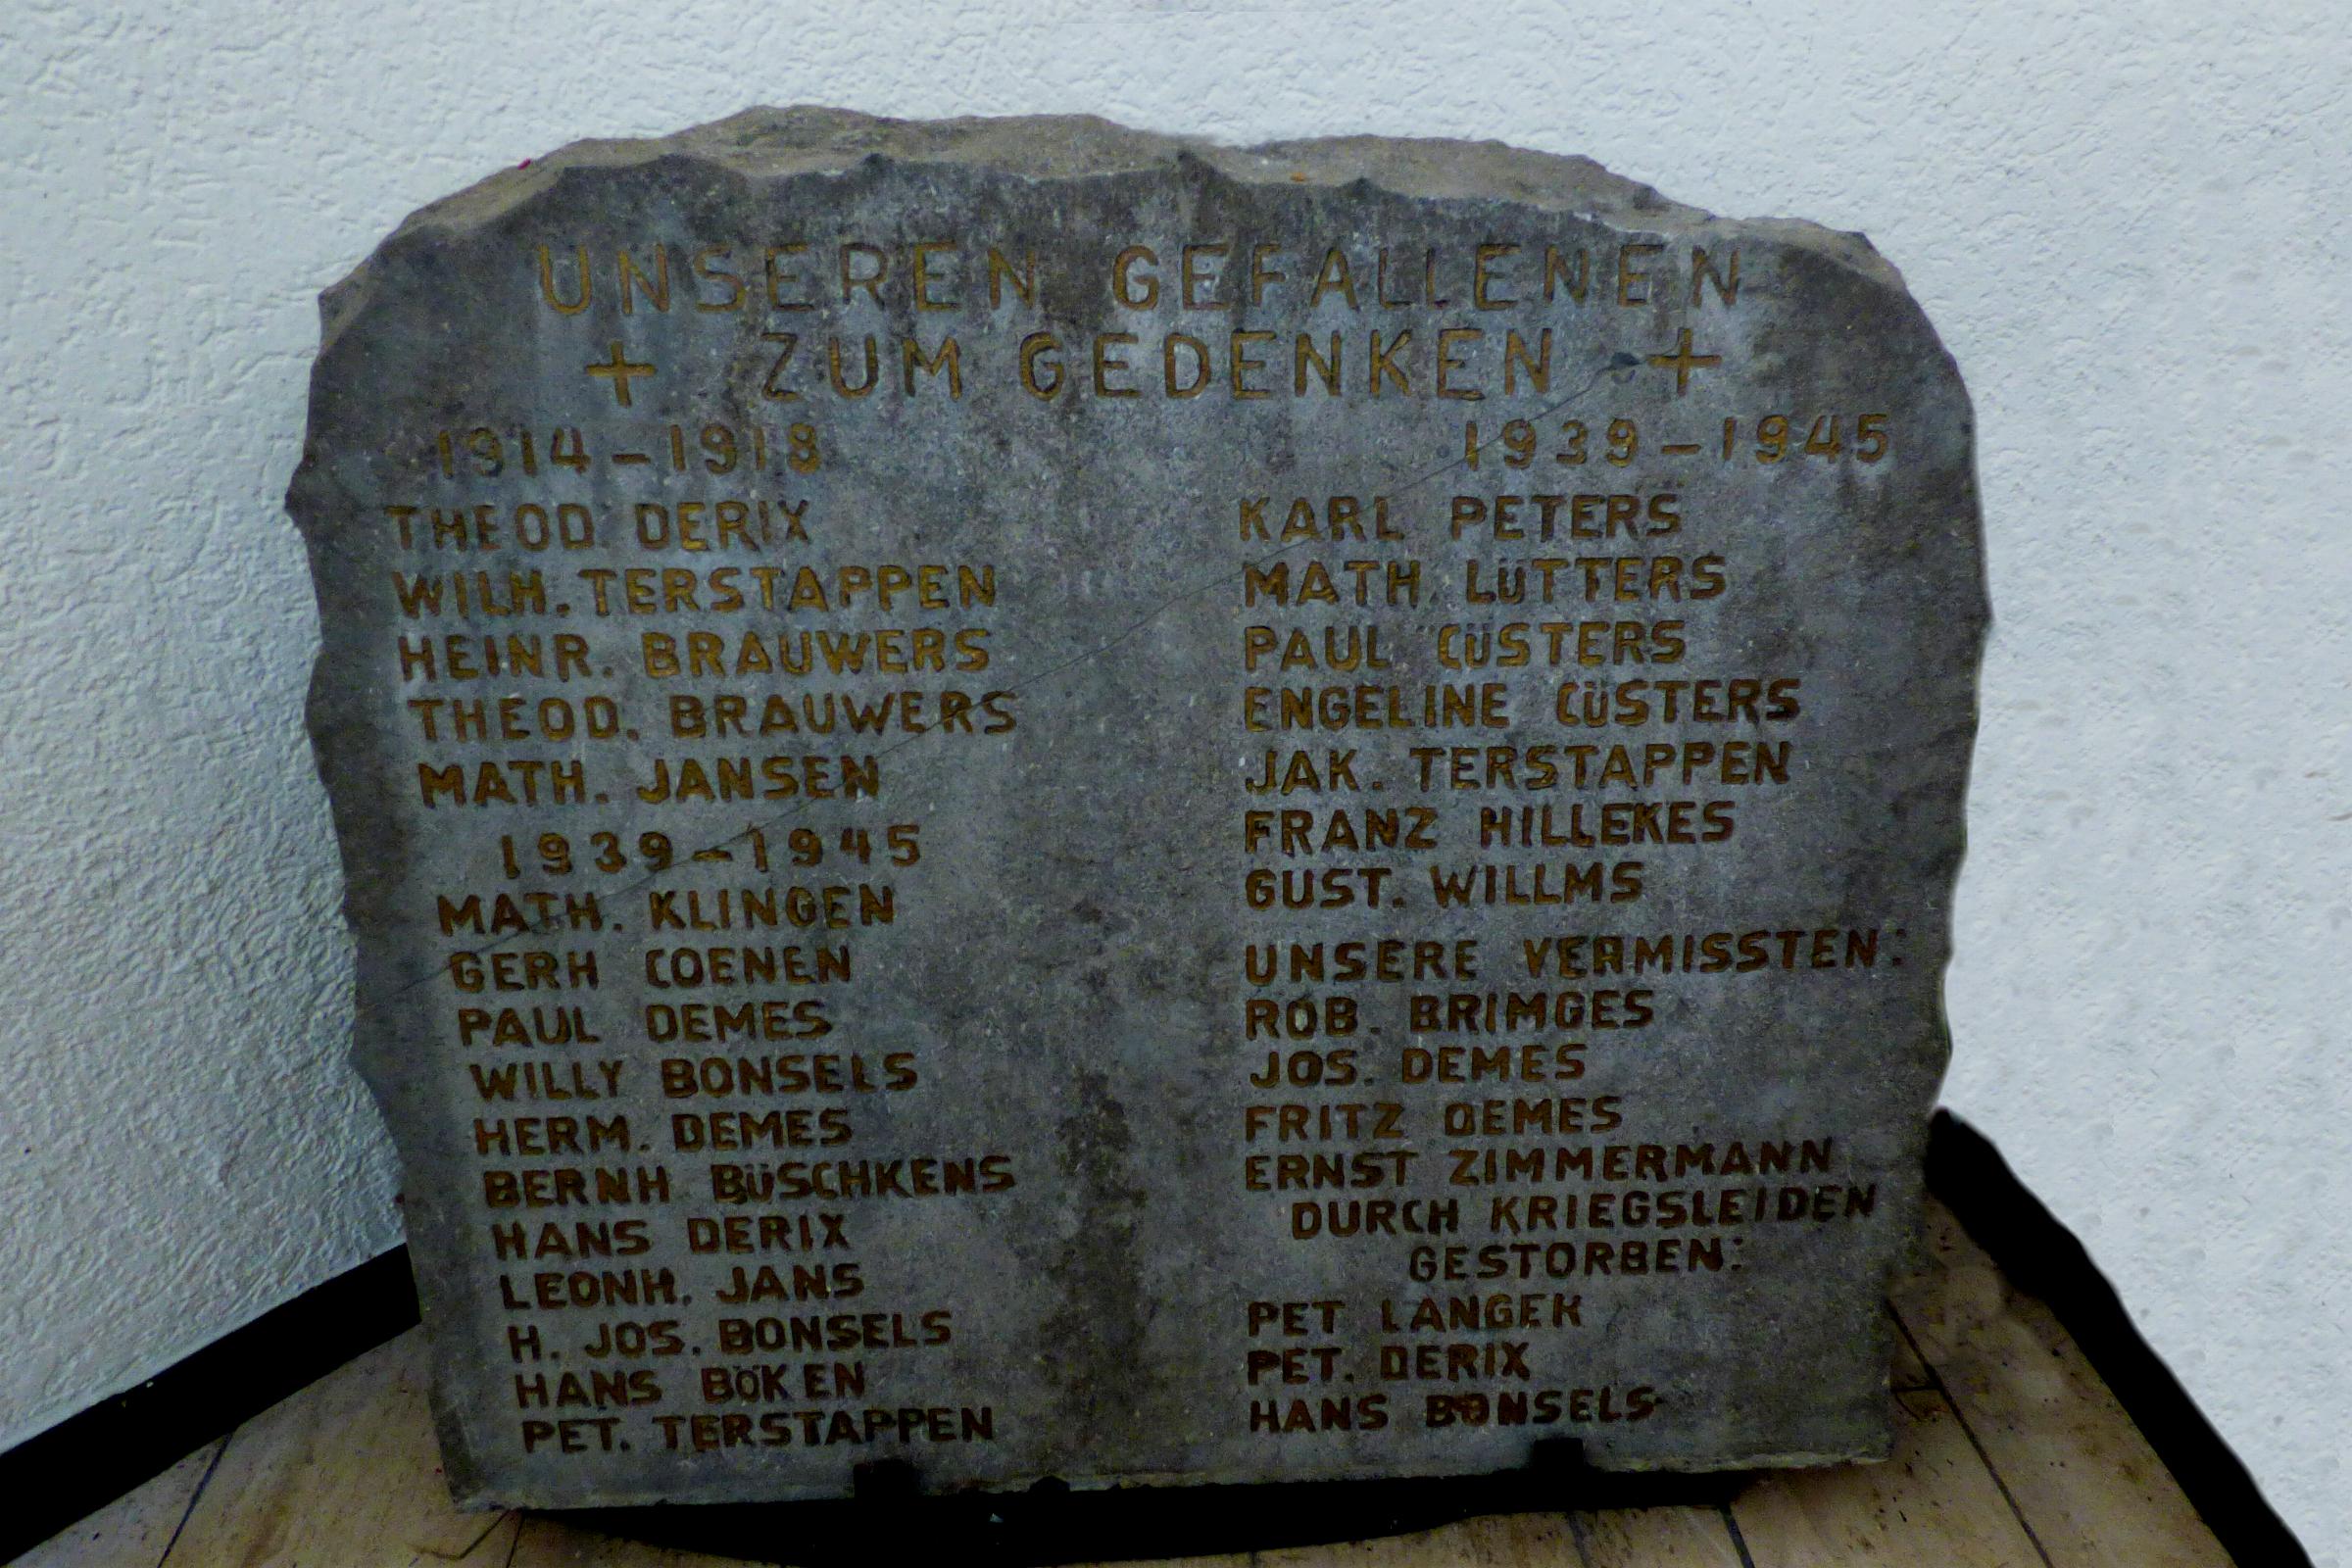 UNSEREN GEFALLENEN
+ ZUM GEDENKEN +
1914-1918
THEOD. DERIX
WILH. TERSTAPPEN
HEINR. BRAUWERS
THEOD. BRAUWERS
MATH. JANSEN
1939-1945
MATH. KLINGEN
GERH COENEN
PAUL DEMES
WILLY BONSELS
HERM. DEMES
BERNH BÜSCHKENS
HANS DERIX
LEONH. JANS
H. JOS. BONSELS
HANS BÖKEN
PET. TERSTAPPEN
1939-1945
KARL PETERS
MATH. LÜTTERS
PAUL CÜSTERS
ENGELINE CÜSTERS
JAK. TERSTAPPEN
FRANZ HILLEKES
GUST. WILLMS
UNSERE VERMISSTEN:
ROB. BRIMGES
JOS. DEMES
FRITZ DEMES
ERNST ZIMMERMANN
DURCH KRIEGSLEIDEN
GESTORBEN:
PET LANGER
PET. DERIX
HANS BONSELS